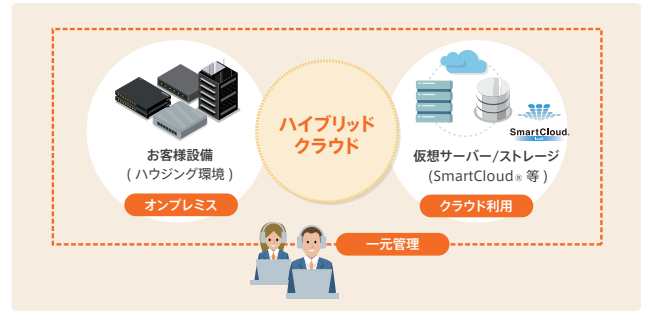 ハイブリッド
クラウド
お客様設備
( ハウジング環境 )
オンプレミス
SmartCloud®
IaaS
仮想サーバー/ストレージ
(SmartCloud® 等 )
クラウド利用
一元管理